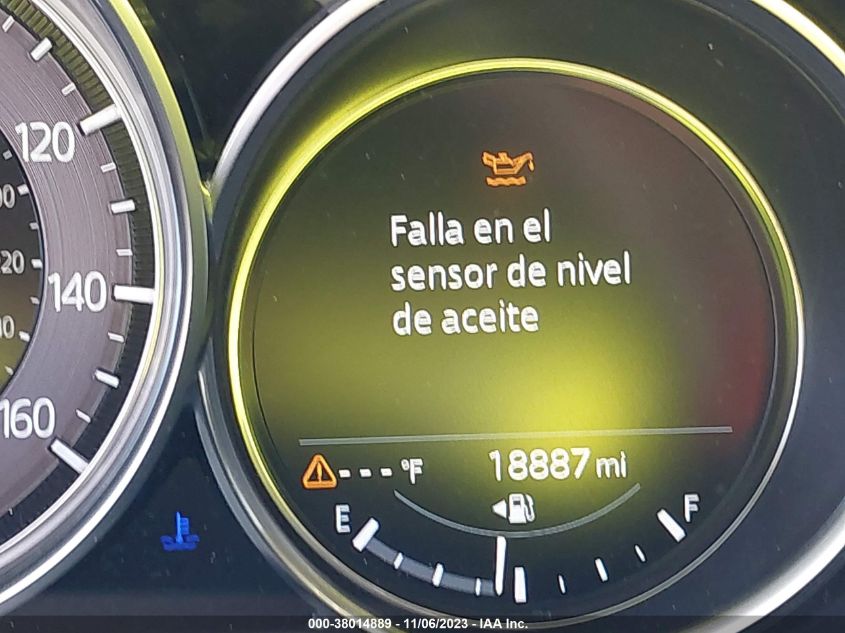 120
140
160
Falla en el
sensor de nivel
de aceite
--- °F 18887 mi
E F
000-38014889 - 11/06/2023 - IAA Inc.